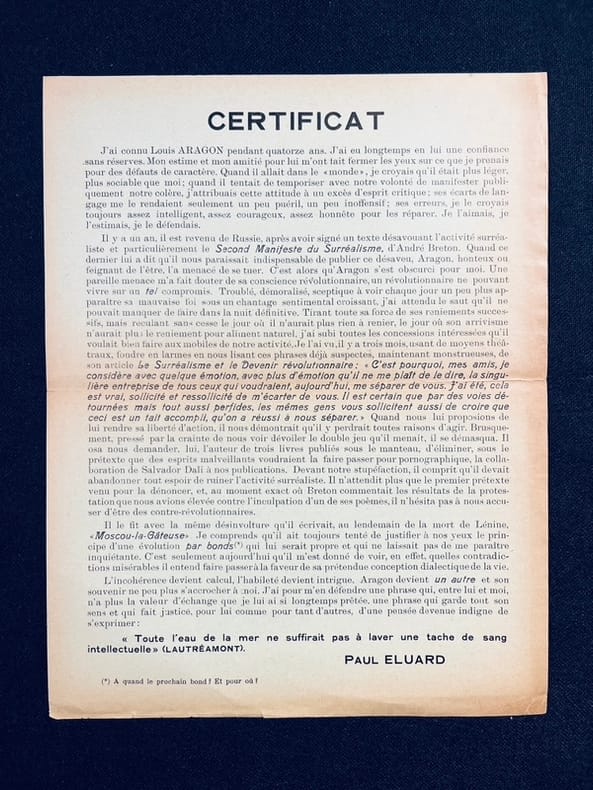 CERTIFICAT
J'ai connu Louis ARAGON pendant quatorze ans. J'ai eu longtemps en lui une confiance
sans réserves. Mon estime et mon amitié pour lui m'ont fait fermer les yeux sur ce que je prenais
pour des défauts de caractère. Quand il allait dans le «monde», je croyais qu'il était plus léger,
plus sociable que moi; quand il tentait de temporiser avec notre volonté de manifester publi-
quement notre colère, j'attribuais cette attitude à un excès d'esprit critique; ses écarts de lan-
gage me le rendaient seulement un peu puéril, un peu inoffensif; ses erreurs, je le croyais
toujours assez intelligent, assez courageux, assez honnête pour les réparer. Je l'aimais, je
l'estimais, je le défendais.
Il y a un an, il est revenu de Russie, après avoir signé un texte désavouant l'activité surréa-
liste et particulièrement le Second Manifeste du Surréalisme, d'André Breton. Quand ce
dernier lui a dit qu'il nous paraissait indispensable de publier ce désaveu, Aragon, honteux ou
feignant de l'être, l'a menacé de se tuer. C'est alors qu'Aragon s'est obscurci pour moi. Une
pareille menace m'a fait douter de sa conscience révolutionnaire, un révolutionnaire ne pouvant
vivre sur un tel compromis. Troublé, démoralisé, sceptique à voir chaque jour un peu plus ap-
paraître sa mauvaise foi sous un chantage sentimental croissant, j'ai attendu le saut qu'il ne
pouvait manquer de faire dans la nuit définitive. Tirant toute sa force de ses reniements succes-
sifs, mais reculant sans cesse le jour où il n'aurait plus rien à renier, le jour où son arrivisme
n'aurait plus le reniement pour aliment naturel, j'ai subi toutes les concessions intéressées qu'il
voulait bien faire aux mobiles de notre activité. Je l'ai vu, il y a trois mois, usant de moyens théâ-
traux, fondre en larmes en nous lisant ces phrases déjà suspectes, maintenant monstrueuses, de
son article Le Surréalisme et le Devenir révolutionnaire: «C'est pourquoi, mes amis, je
considère avec quelque émotion, avec plus d'émotion qu'il ne me plaît de le dire, la singu-
lière entreprise de tous ceux qui voudraient, aujourd'hui, me séparer de vous. J'ai été, cela
est vrai, sollicité et ressollicité de m'écarter de vous. Il est certain que par des voies dé-
tournées mais tout aussi perfides, les mêmes gens vous sollicitent aussi de croire que
ceci est un fait accompli, qu'on a réussi à nous séparer.» Quand nous lui proposions de
lui rendre sa liberté d'action, il nous démontrait qu'il y perdrait toutes raisons d'agir. Brusque-
ment, pressé par la crainte de nous voir dévoiler le double jeu qu'il menait, il se démasqua. Il
osa nous demander, lui, l'auteur de trois livres publiés sous le manteau, d'éliminer, sous le
prétexte que des esprits malveillants voudraient la faire passer pour pornographique, la colla-
boration de Salvador Dalí à nos publications. Devant notre stupéfaction, il comprit qu'il devait
abandonner tout espoir de ruiner l'activité surréaliste. Il n'attendit plus que le premier prétexte
venu pour la dénoncer, et, au moment exact où Breton commentait les résultats de la protes-
tation que nous avions élevée contre l'inculpation d'un de ses poèmes, il n'hésita pas à nous accu-
ser d'être des contre-révolutionnaires.
Il le fit avec la même désinvolture qu'il écrivait, au lendemain de la mort de Lénine,
«Moscou-la-Gâteuse» Je comprends qu'il ait toujours tenté de justifier à nos yeux le prin-
cipe d'une évolution par bonds(*) qui lui serait propre et qui ne laissait pas de me paraître
inquiétante. C'est seulement aujourd'hui qu'il m'est donné de voir, en effet, quelles contradic-
tions misérables il entend faire passer à la faveur de sa prétendue conception dialectique de la vie.
L'incohérence devient calcul, l'habileté devient intrigue. Aragon devient un autre et son
souvenir ne peut plus s'accrocher à moi. J'ai pour m'en défendre une phrase qui, entre lui et moi,
n'a plus la valeur d'échange que je lui ai si longtemps prêtée, une phrase qui garde tout son
sens et qui fait justice, pour lui comme pour tant d'autres, d'une pensée devenue indigne de
s'exprimer:
« Toute l'eau de la mer ne suffirait pas à laver une tache de sang
intellectuelle» (LAUTRÉAMONT).
PAUL ELUARD
(*) A quand le prochain bond? Et pour où?